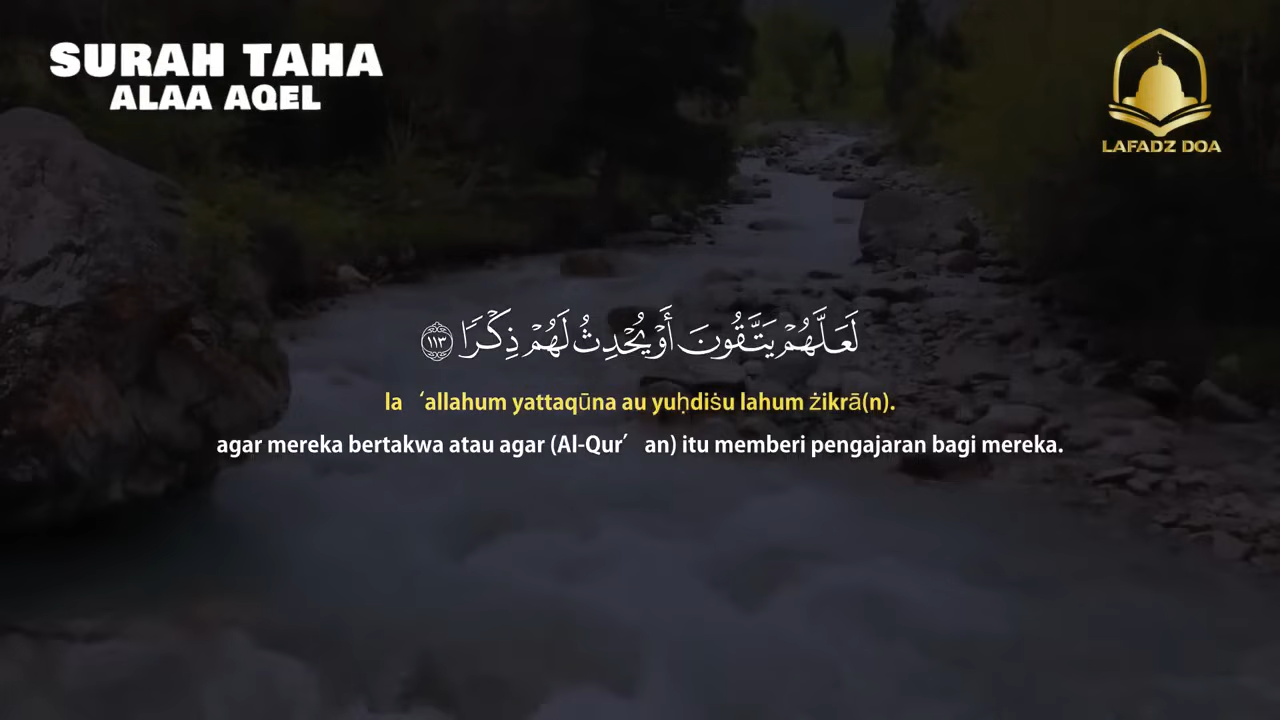 SURAH TAHA
ALAA AQEL
LAFADZ DOA
لَعَلَّهُمْ يَتَّقُونَ أَوْ يُحْدِثُ لَهُمْ ذِكْرًا ١١٣
la ‘allahum yattaqūna au yuḥdiṡu lahum żikrā(n).
agar mereka bertakwa atau agar (Al-Qur’ an) itu memberi pengajaran bagi mereka.